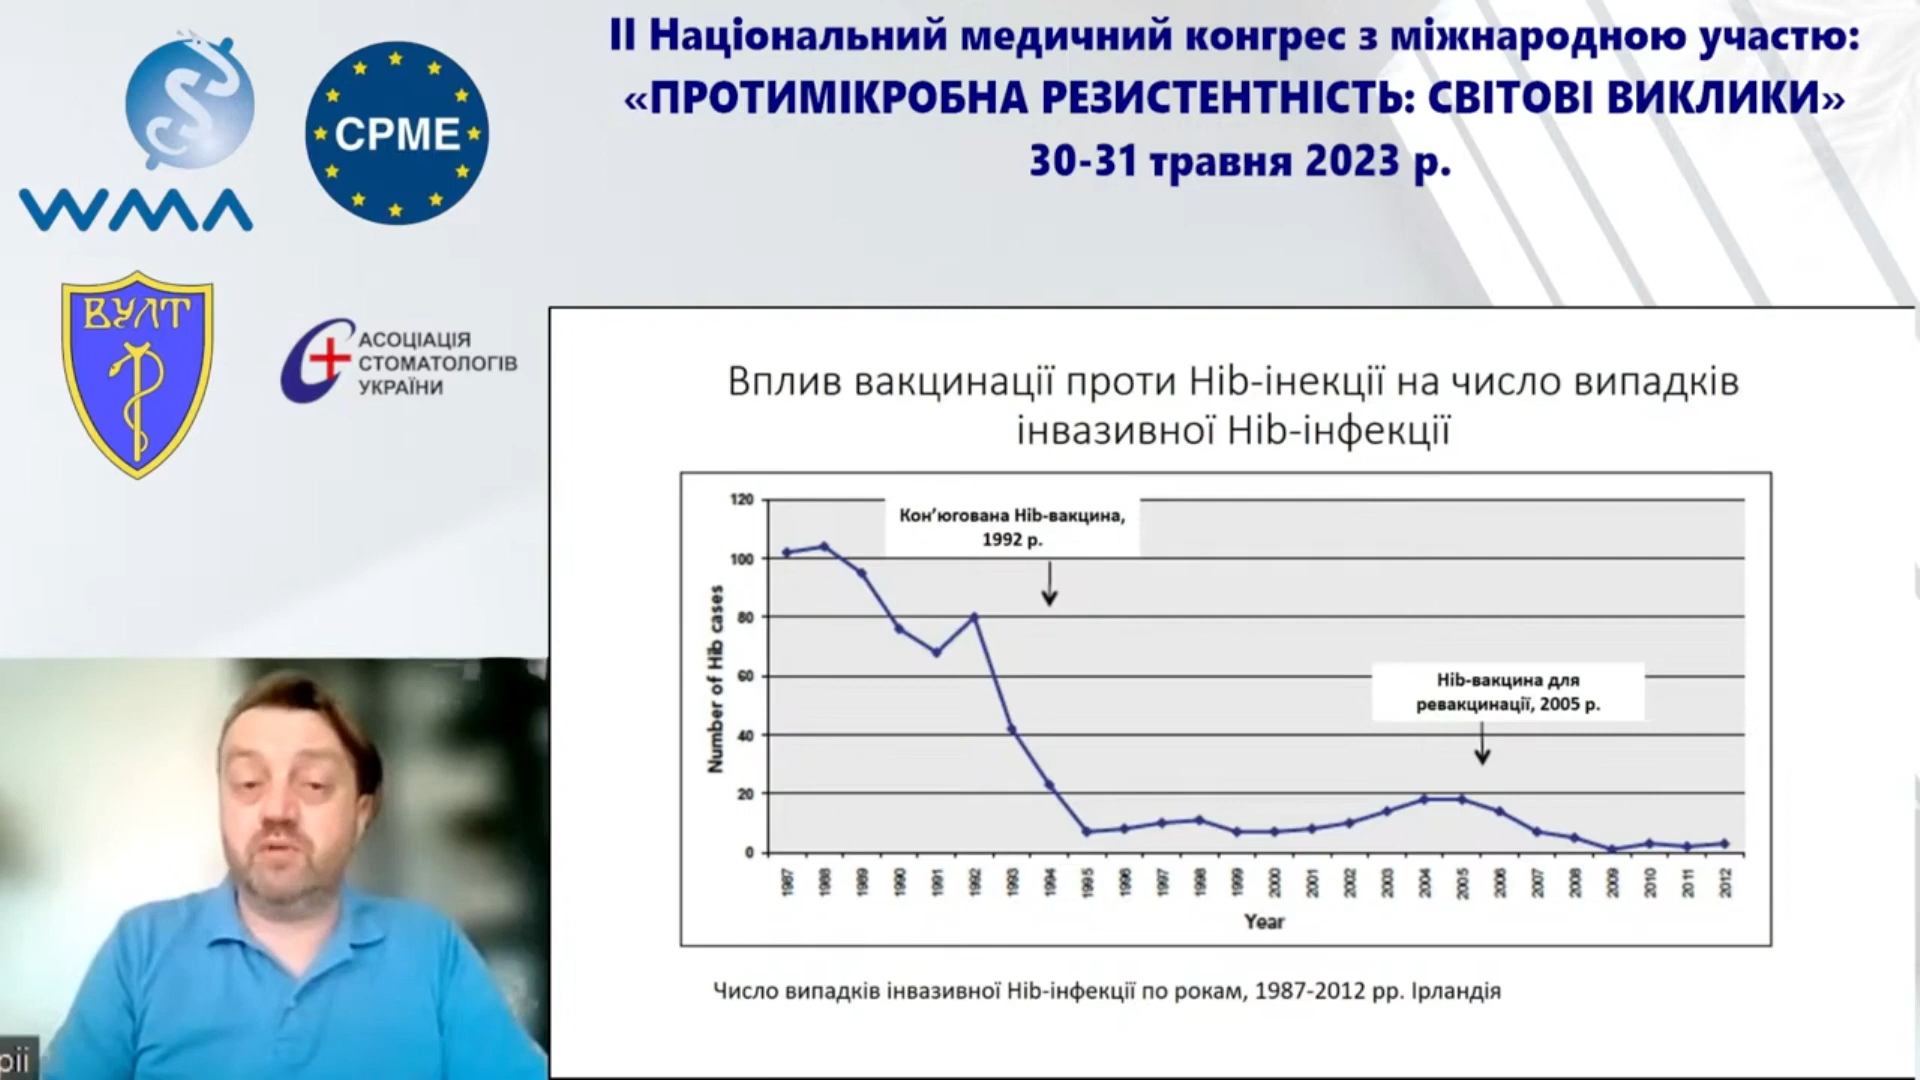 ІІ Національний медичний конгрес з міжнародною участю:
«ПРОТИМІКРОБНА РЕЗИСТЕНТНІСТЬ: СВІТОВІ ВИКЛИКИ»
30-31 травня 2023 р.
WMA
CPME
ВУЛТ
АСОЦІАЦІЯ
СТОМАТОЛОГІВ
УКРАЇНИ
Вплив вакцинації проти Hib-інекції на число випадків
інвазивної Hib-інфекції
Кон’югована Hib-вакцина,
1992 р.
Hib-вакцина для
ревакцинації, 2005 р.
Number of Hib cases
120
100
80
60
40
20
0
1987 1988 1989 1990 1991 1992 1993 1994 1995 1996 1997 1998 1999 2000 2001 2002 2003 2004 2005 2006 2007 2008 2009 2010 2011 2012
Year
Число випадків інвазивної Hib-інфекції по рокам, 1987-2012 рр. Ірландія
рії